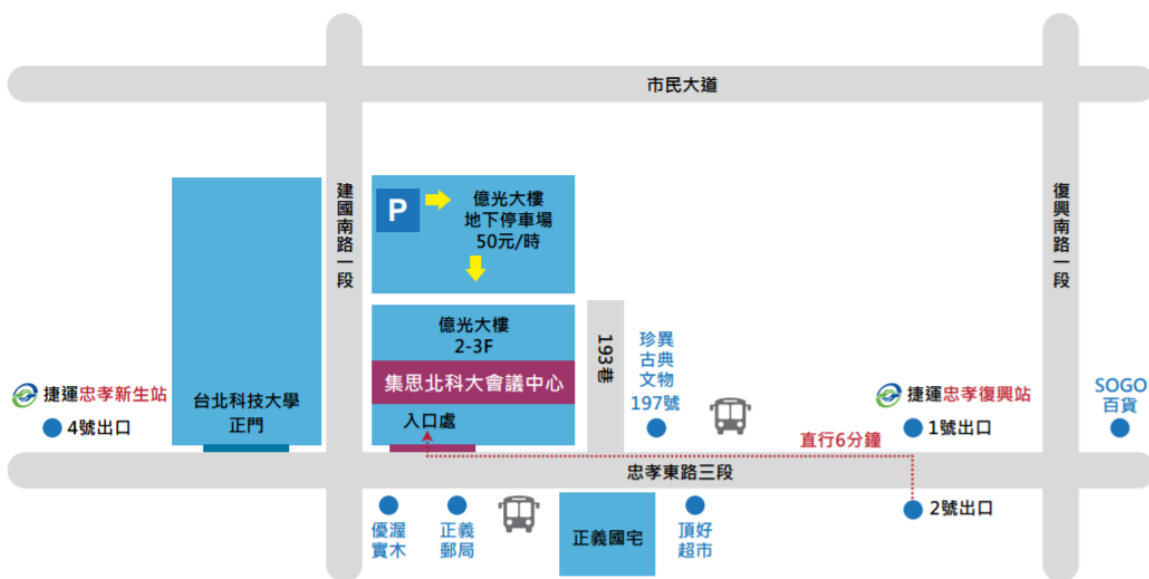 市民大道
建國南路一段
復興南路一段
P
億光大樓
地下停車場
50元/時
億光大樓
2-3F
集思北科大會議中心
入口處
193巷
珍異
古典
文物
197號
捷運忠孝新生站
4號出口
台北科技大學
正門
捷運忠孝復興站
1號出口
SOGO
百貨
直行6分鐘
忠孝東路三段
2號出口
優渥
實木
正義
郵局
正義國宅
頂好
超市